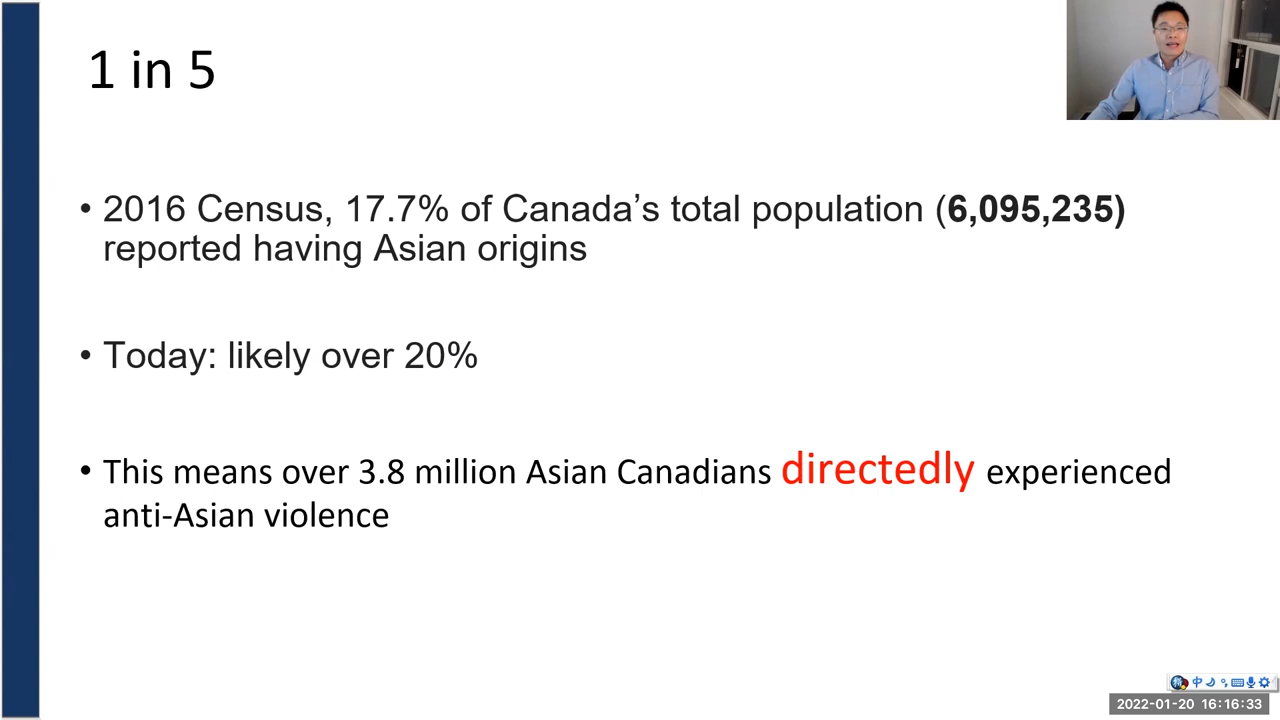 1 in 5
• 2016 Census, 17.7% of Canada’s total population (6,095,235)
reported having Asian origins
• Today: likely over 20%
• This means over 3.8 million Asian Canadians directedly experienced
anti-Asian violence
中
2022-01-20 16:16:33